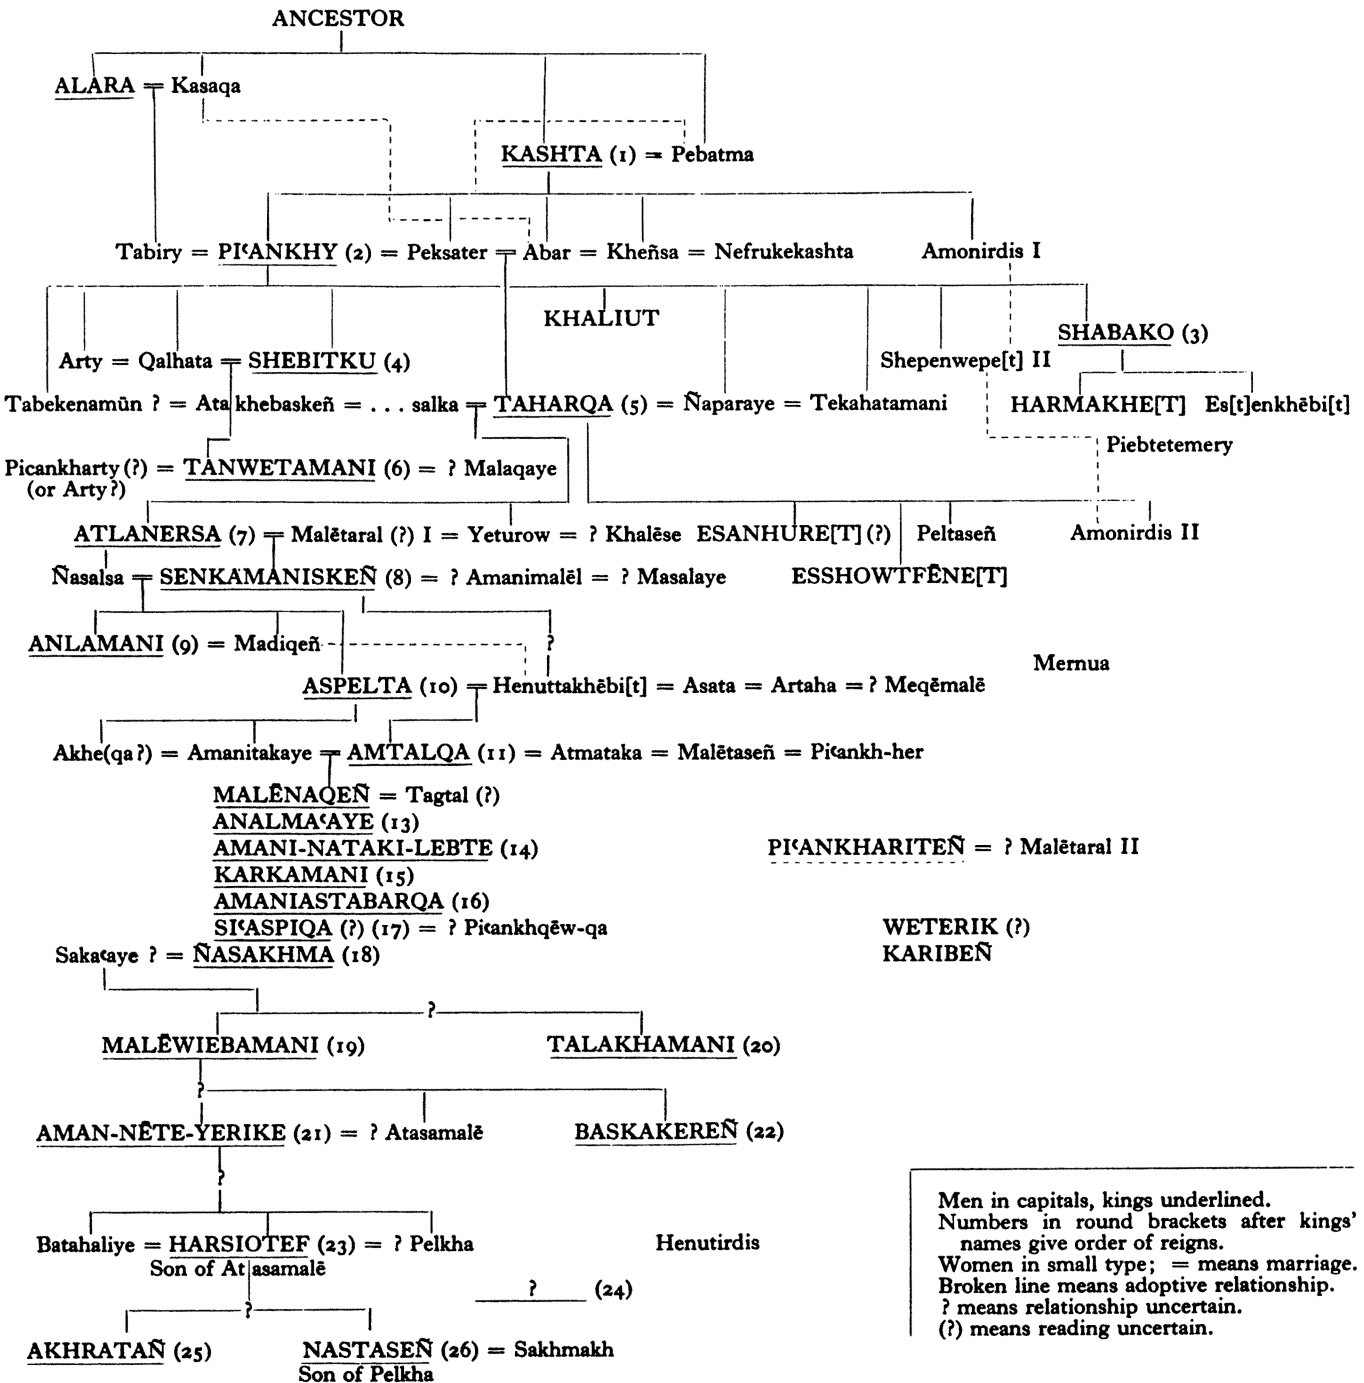 ANCESTOR
ALARA = Kasaqa
KASHTA (1) = Pebatma
Tabiry = PIʿANKHY (2) = Peksater = Abar = Kheñsa = Nefrukekashta Amonirdis I
KHALIUT
SHABAKO (3)
Arty = Qalhata = SHEBITKU (4) Shepenwepe[t] II
Tabekenamūn ? = Atakhebaskeñ = . . . salka = TAHARQA (5) = Ñaparaye = Tekahatamani HARMAKHE[T] Es[t]enkhēbi[t]
Piebtetemery
Picankharty (?) = TANWETAMANI (6) = ? Malaqaye
(or Arty?)
ATLANERSA (7) = Malētaral (?) I = Yeturow = ? Khalēse ESANHURE[T] (?) Peltaseñ Amonirdis II
Ñasalsa = SENKAMANISKEÑ (8) = ? Amanimalēl = ? Masalaye ESSHOWTFĒNE[T]
ANLAMANI (9) = Madiqeñ ?
Mernua
ASPELTA (10) = Henuttakhēbi[t] = Asata = Artaha = ? Meqēmalē
Akhe(qa?) = Amanitakaye = AMTALQA (11) = Atmataka = Malētaseñ = Piʿankh-her
MALĒNAQEÑ = Tagtal (?)
ANALMAʿAYE (13)
AMANI-NATAKI-LEBTE (14) PIʿANKHARITEÑ = ? Malētaral II
KARKAMANI (15)
AMANIASTABARQA (16)
SIʿASPIQA (?) (17) = ? Piʿankhqēw-qa WETERIK (?)
Sakaʿaye ? = ÑASAKHMA (18) KARIBEÑ
?
MALĒWIEBAMANI (19) TALAKHAMANI (20)
?
AMAN-NĒTE-YERIKE (21) = ? Atasamalē BASKAKEREÑ (22)
?
Batahaliye = HARSIOTEF (23) = ? Pelkha Henutirdis
Son of Atasamalē
? (24)
?
AKHRATAÑ (25) NASTASEÑ (26) = Sakhmakh
Son of Pelkha
Men in capitals, kings underlined.
Numbers in round brackets after kings'
names give order of reigns.
Women in small type; = means marriage.
Broken line means adoptive relationship.
? means relationship uncertain.
(?) means reading uncertain.